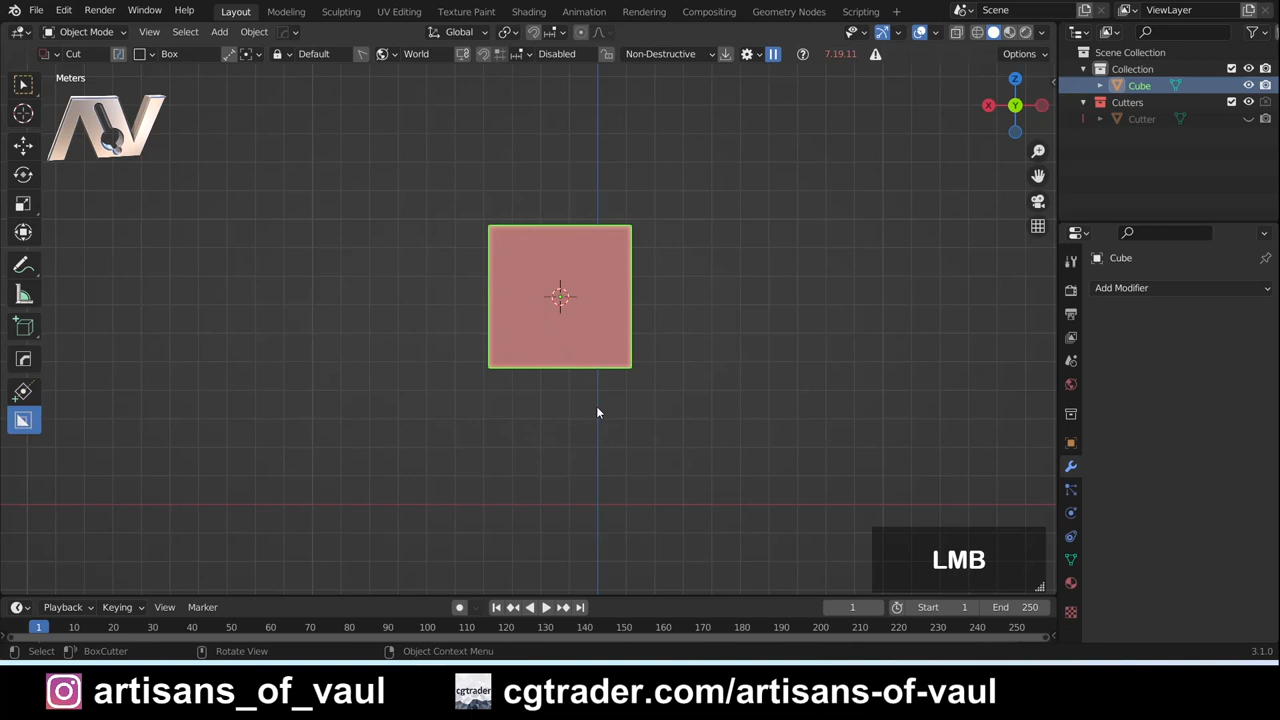 File Edit Render Window Help Layout Modeling Sculpting UV Editing Texture Paint Shading Animation Rendering Compositing Geometry Nodes Scripting + Scene ViewLayer
Object Mode View Select Add Object Global
Cut Box Default World Disabled Non-Destructive 7.19.11 Options
Scene Collection
Collection
Cube
Cutters
Cutter
Meters
AV
Z
X
Y
Cube
Add Modifier
LMB
Playback Keying View Marker 1 Start 1 End 250
1 10 20 30 40 50 60 70 80 90 100 110 120 130 140 150 160 170 180 190 200 210 220 230 240 250
Select BoxCutter Rotate View Object Context Menu 3.1.0
artisans_of_vaul cgtrader cgtrader.com/artisans-of-vaul